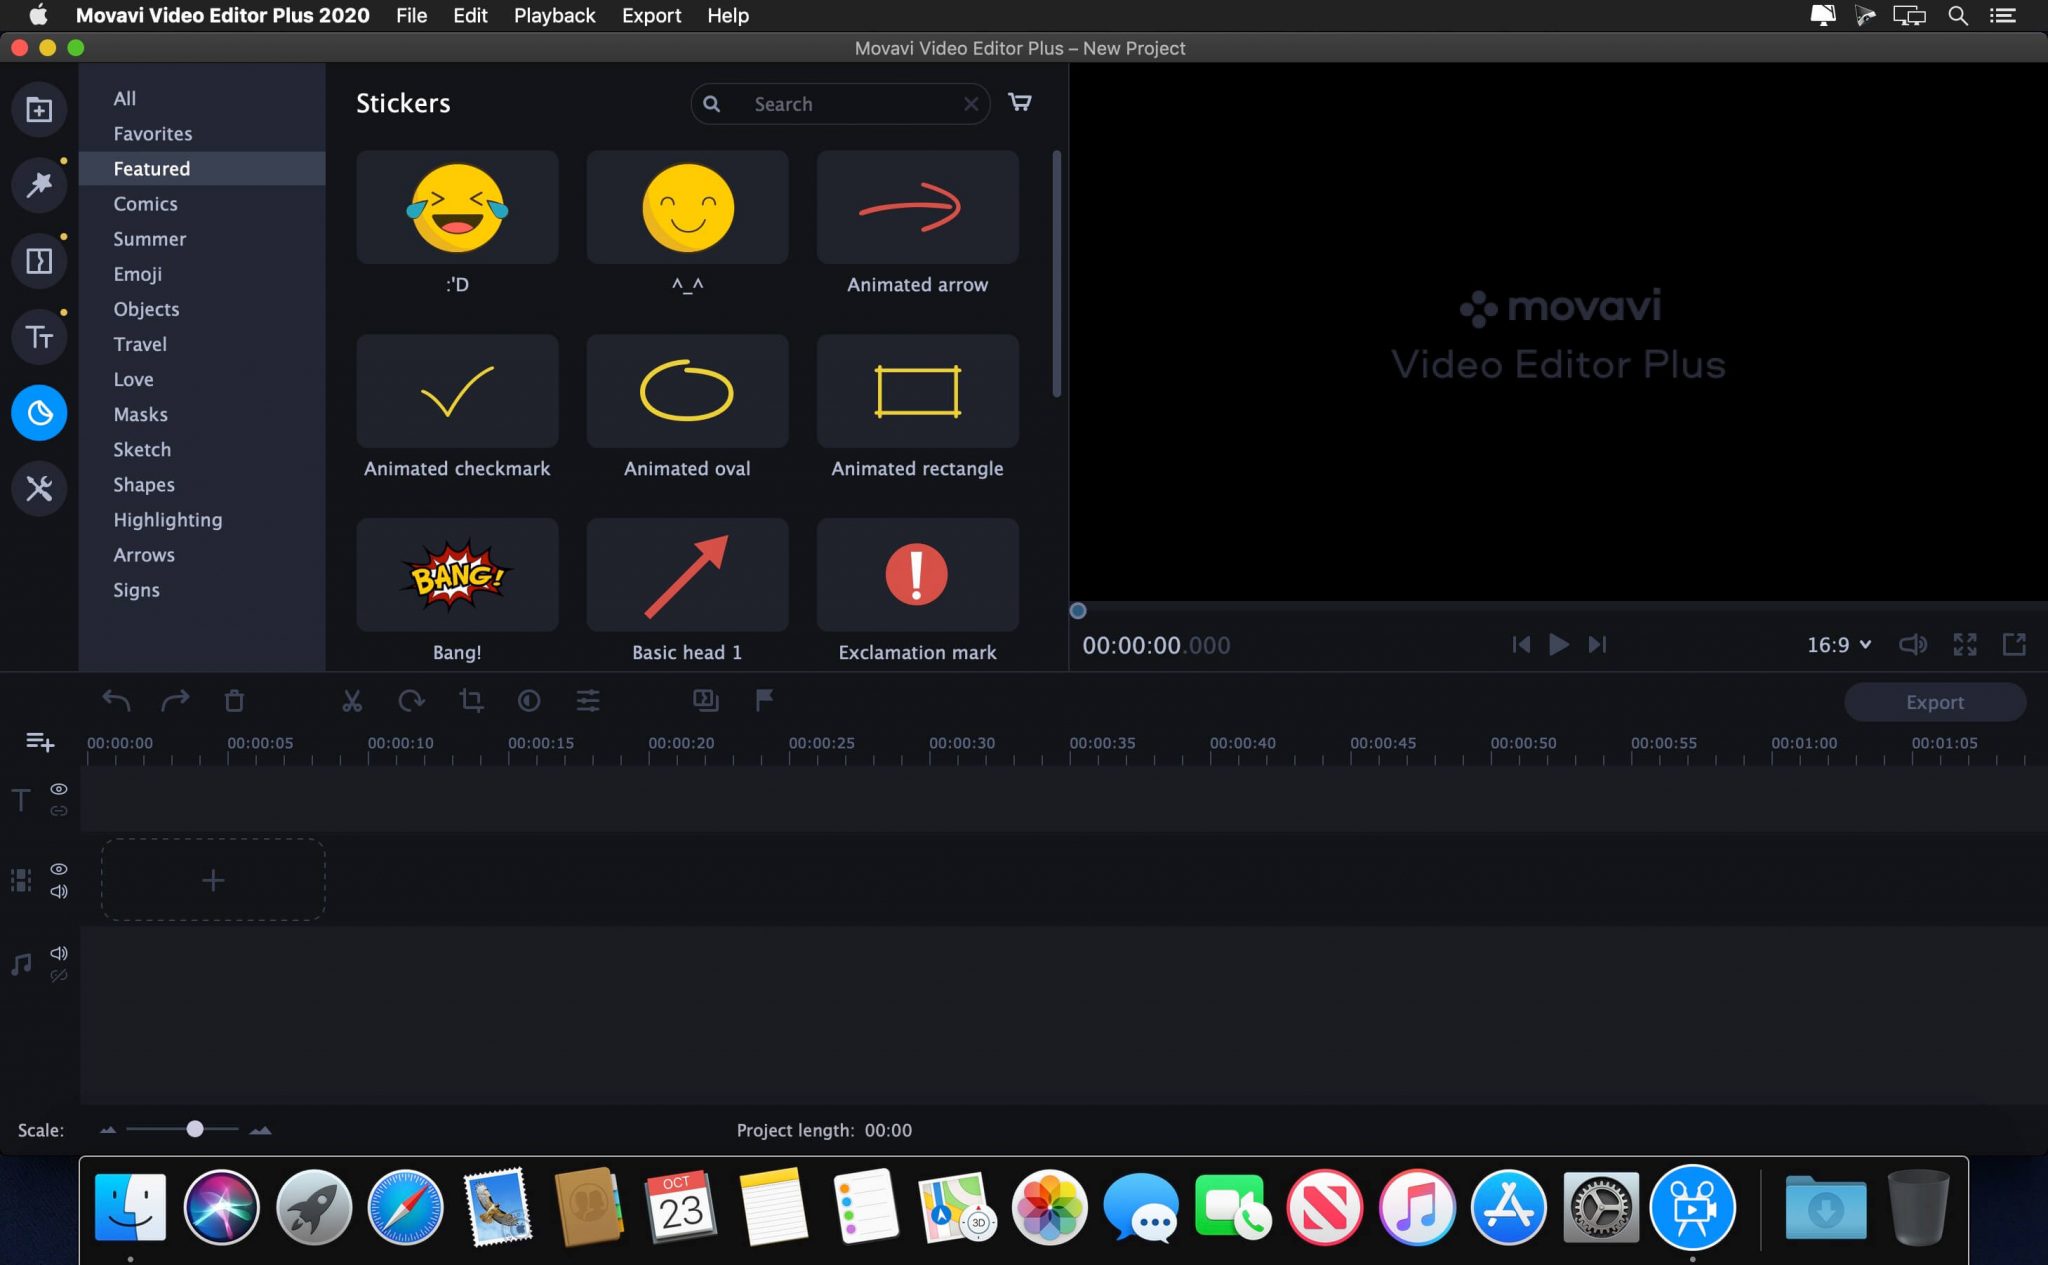 Movavi Video Editor Plus 2020 File Edit Playback Export Help
Movavi Video Editor Plus – New Project
All
Favorites
Featured
Comics
Summer
Emoji
Objects
Travel
Love
Masks
Sketch
Shapes
Highlighting
Arrows
Signs
Stickers
Search
:'D
^_^
Animated arrow
Animated checkmark
Animated oval
Animated rectangle
BANG!
Bang!
Basic head 1
!
Exclamation mark
movavi
Video Editor Plus
00:00:00.000
16:9
Export
00:00:00 00:00:05 00:00:10 00:00:15 00:00:20 00:00:25 00:00:30 00:00:35 00:00:40 00:00:45 00:00:50 00:00:55 00:01:00 00:01:05
Scale:
Project length: 00:00
OCT
23
3D